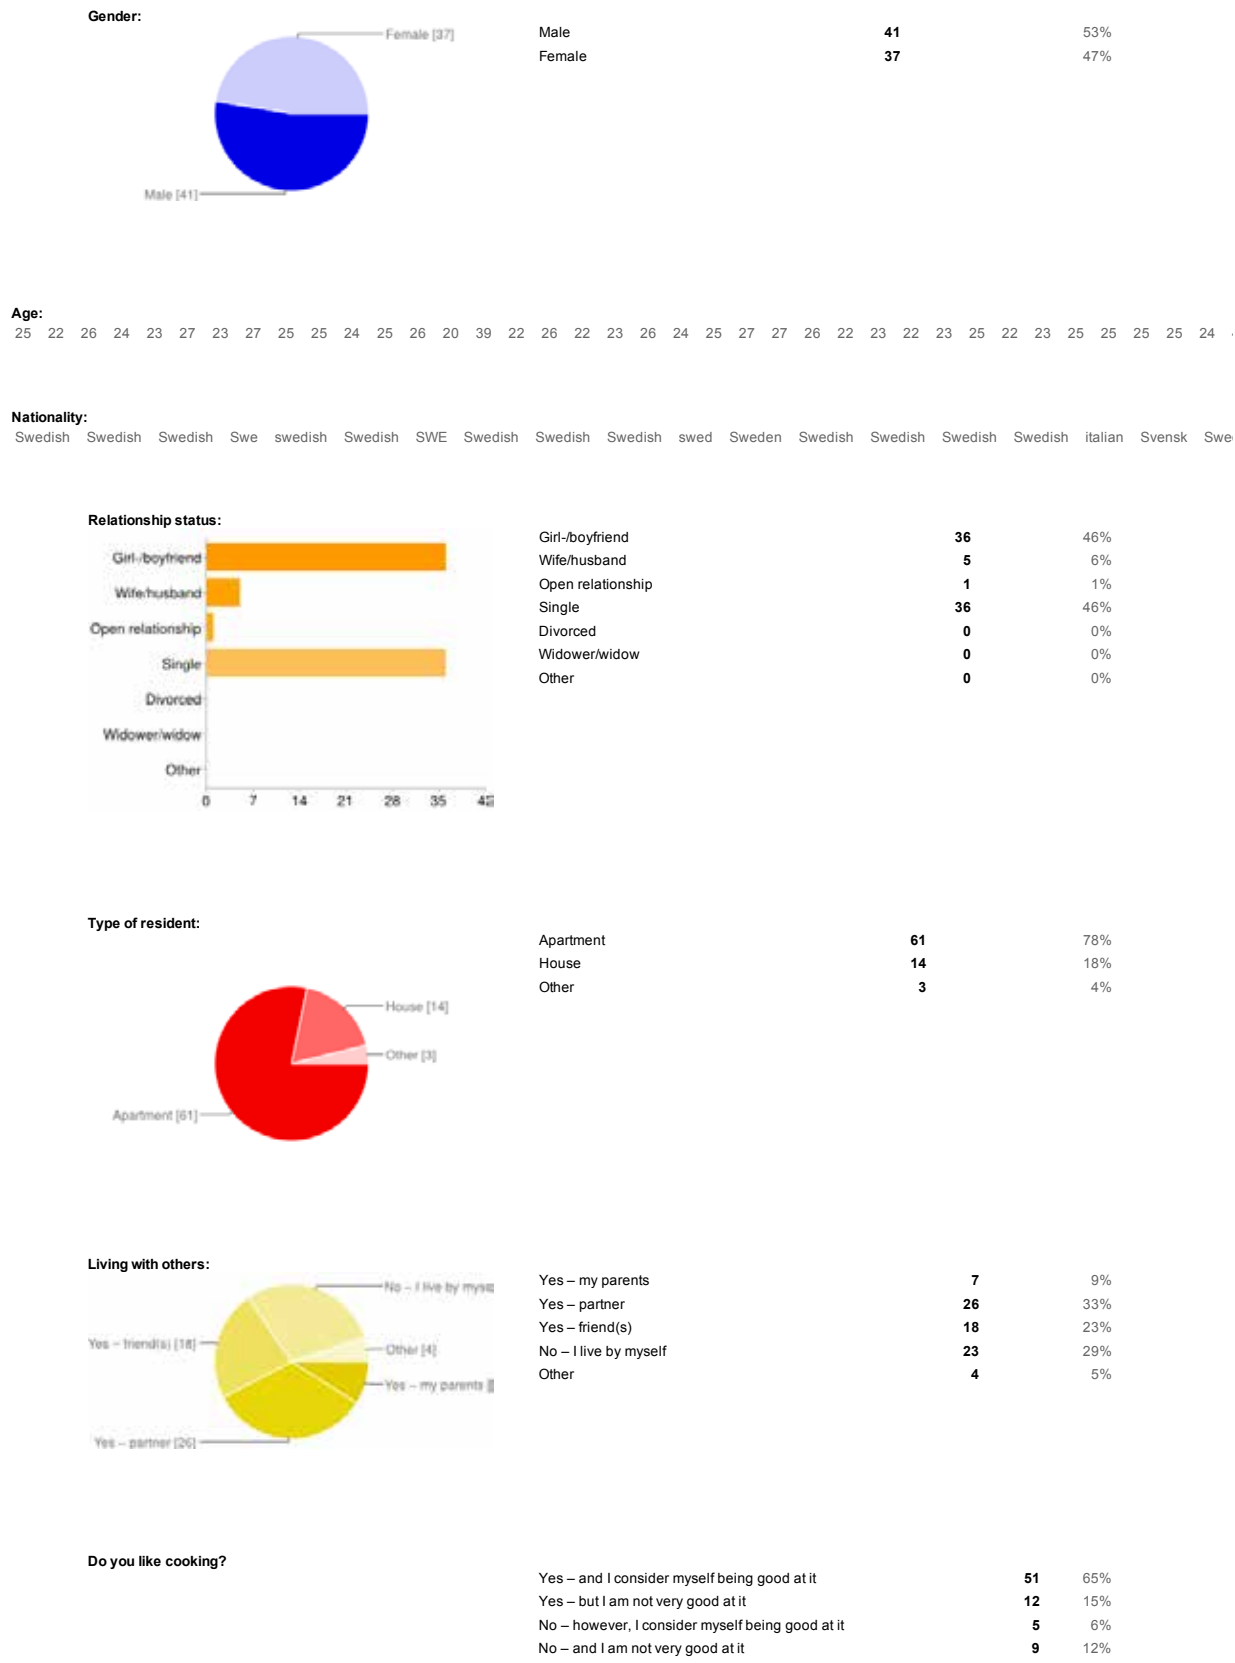 Gender:
Female [37]
Male [41]
Male 41 53%
Female 37 47%
Age:
25 22 26 24 23 27 23 27 25 25 24 25 26 20 39 22 26 22 23 26 24 25 27 27 26 22 23 22 23 25 22 23 25 25 25 25 24
Nationality:
Swedish Swedish Swedish Swe swedish Swedish SWE Swedish Swedish Swedish swed Sweden Swedish Swedish Swedish Swedish italian Svensk Swe
Relationship status:
Girl-/boyfriend
Wife/husband
Open relationship
Single
Divorced
Widower/widow
Other
0 7 14 21 28 35 42
Girl-/boyfriend 36 46%
Wife/husband 5 6%
Open relationship 1 1%
Single 36 46%
Divorced 0 0%
Widower/widow 0 0%
Other 0 0%
Type of resident:
House [14]
Other [3]
Apartment [61]
Apartment 61 78%
House 14 18%
Other 3 4%
Living with others:
No – I live by myse
Yes – friend(s) [18]
Other [4]
Yes – my parents [
Yes – partner [26]
Yes – my parents 7 9%
Yes – partner 26 33%
Yes – friend(s) 18 23%
No – I live by myself 23 29%
Other 4 5%
Do you like cooking?
Yes – and I consider myself being good at it 51 65%
Yes – but I am not very good at it 12 15%
No – however, I consider myself being good at it 5 6%
No – and I am not very good at it 9 12%